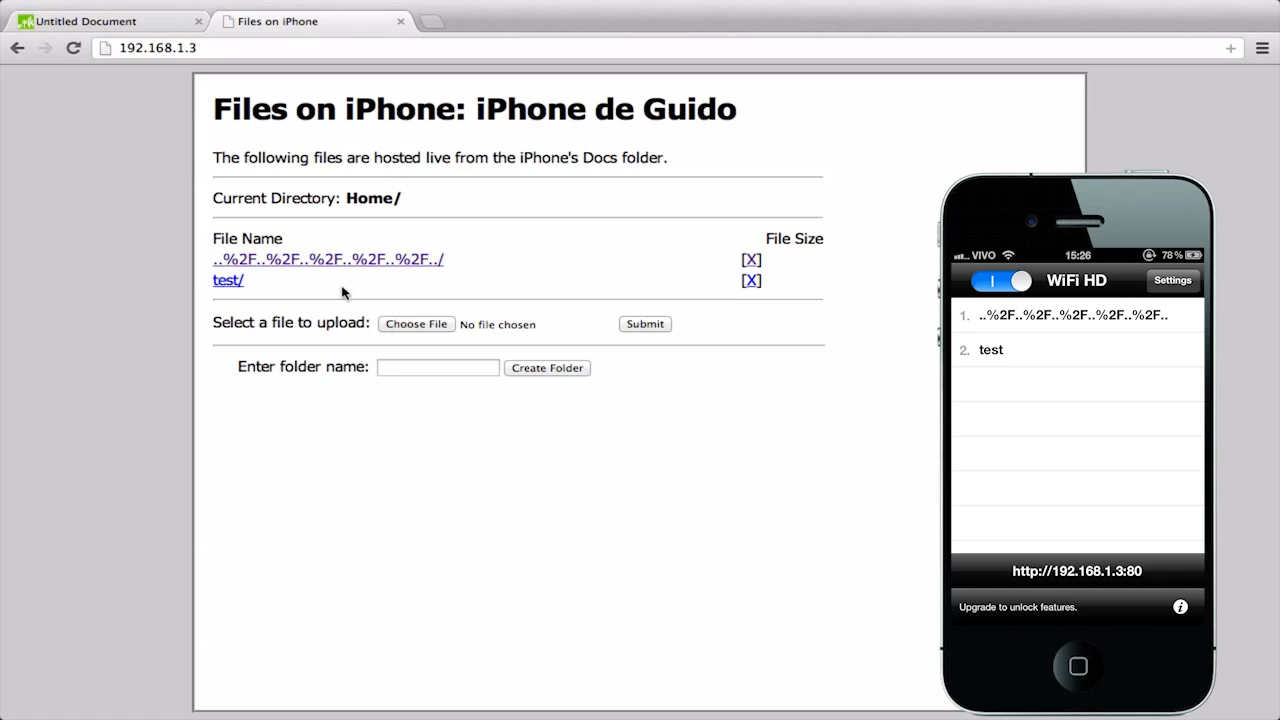 Untitled Document
Files on iPhone
192.168.1.3
Files on iPhone: iPhone de Guido
The following files are hosted live from the iPhone's Docs folder.
Current Directory: Home/
File Name File Size
..%2F..%2F..%2F..%2F..%2F../ [X]
test/ [X]
Select a file to upload: Choose File No file chosen Submit
Enter folder name: Create Folder
VIVO 15:26 78%
WiFi HD Settings
1. ..%2F..%2F..%2F..%2F..%2F..
2. test
http://192.168.1.3:80
Upgrade to unlock features.